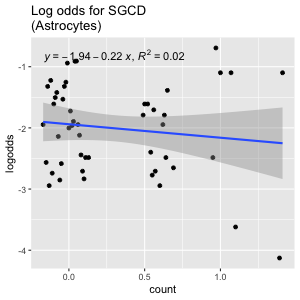 Log odds for SGCD
(Astrocytes)
y = −1.94 − 0.22 x, R² = 0.02
-1
-2
-3
-4
logodds
0.0 0.5 1.0
count